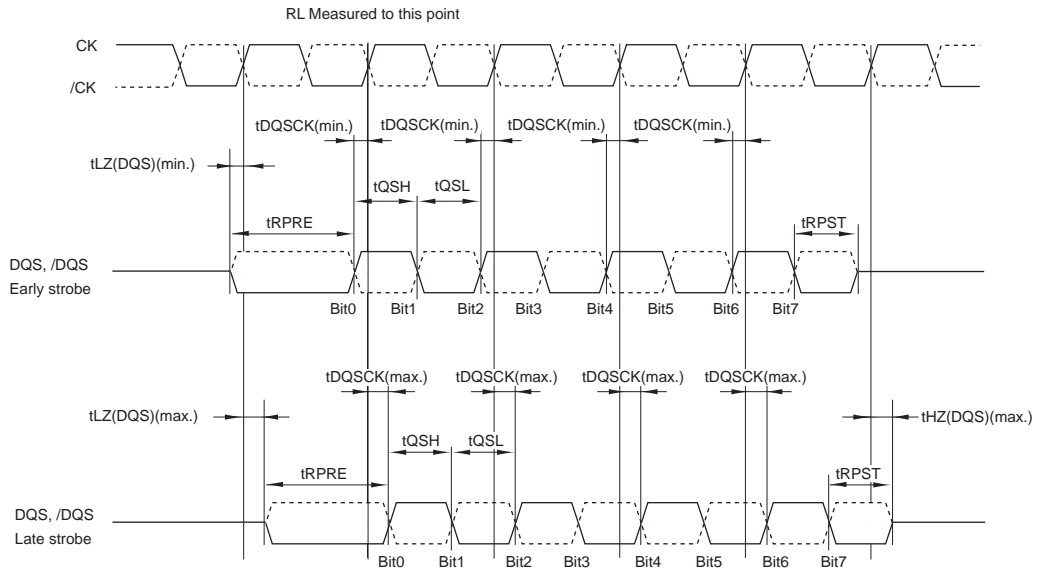 RL Measured to this point
CK
/CK
tDQSCK(min.) tDQSCK(min.) tDQSCK(min.) tDQSCK(min.)
tLZ(DQS)(min.)
tQSH tQSL
tRPRE tRPST
DQS, /DQS
Early strobe
Bit0 Bit1 Bit2 Bit3 Bit4 Bit5 Bit6 Bit7
tDQSCK(max.) tDQSCK(max.) tDQSCK(max.) tDQSCK(max.)
tLZ(DQS)(max.) tHZ(DQS)(max.)
tQSH tQSL
tRPRE tRPST
DQS, /DQS
Late strobe
Bit0 Bit1 Bit2 Bit3 Bit4 Bit5 Bit6 Bit7